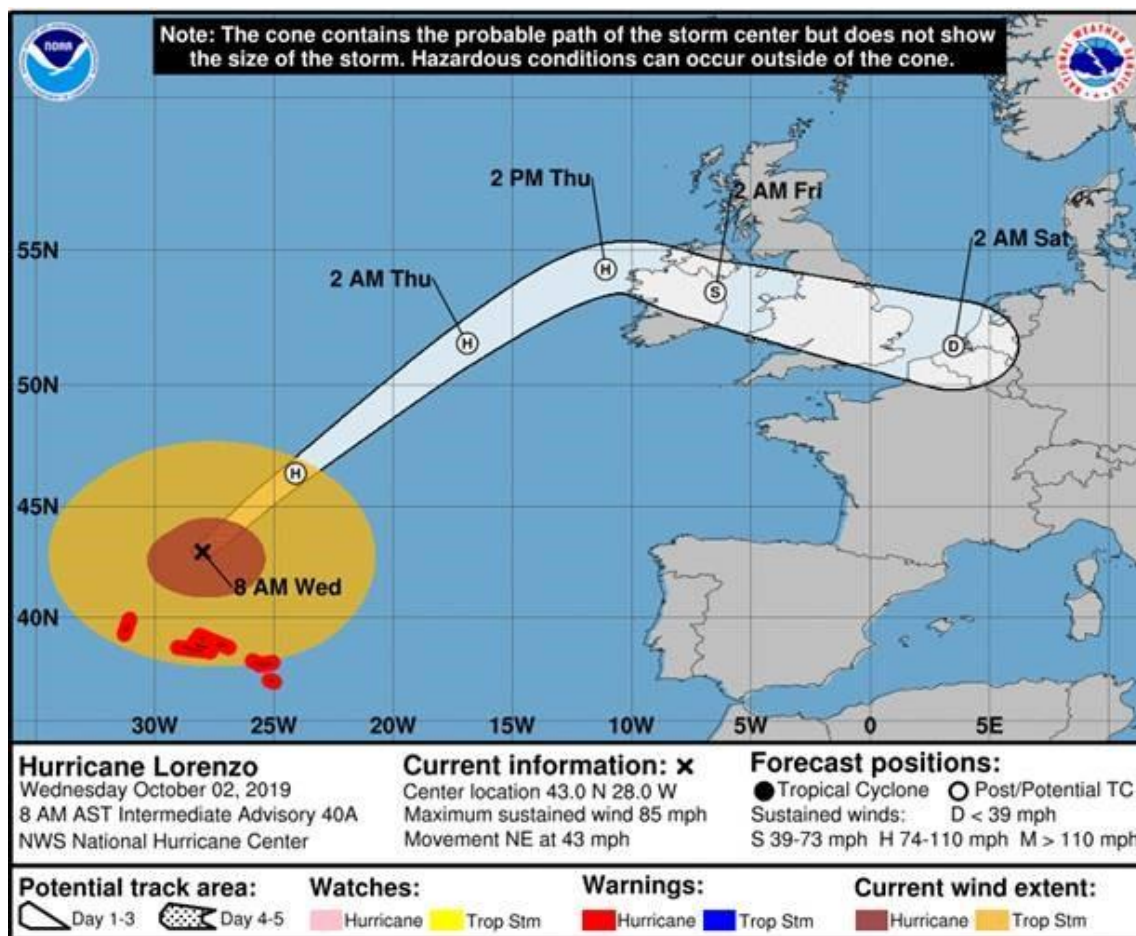 Note: The cone contains the probable path of the storm center but does not show
the size of the storm. Hazardous conditions can occur outside of the cone.
NOAA
NATIONAL WEATHER SERVICE
2 PM Thu
2 AM Fri
55N
2 AM Sat
2 AM Thu
H
S
H
D
50N
H
45N
8 AM Wed
40N
30W 25W 20W 15W 10W 5W 0 5E
Hurricane Lorenzo
Wednesday October 02, 2019
8 AM AST Intermediate Advisory 40A
NWS National Hurricane Center
Current information: x
Center location 43.0 N 28.0 W
Maximum sustained wind 85 mph
Movement NE at 43 mph
Forecast positions:
Tropical Cyclone Post/Potential TC
Sustained winds: D < 39 mph
S 39-73 mph H 74-110 mph M > 110 mph
Potential track area:
Day 1-3 Day 4-5
Watches:
Hurricane Trop Stm
Warnings:
Hurricane Trop Stm
Current wind extent:
Hurricane Trop Stm